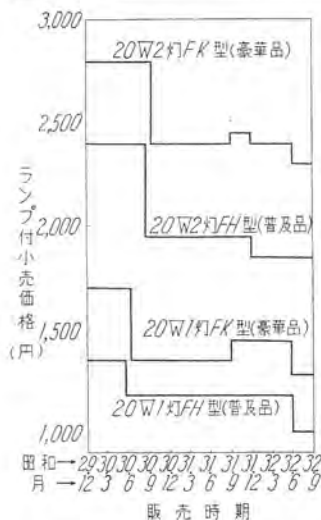 3,000
20W2灯FK型(豪華品)
2,500
ランプ付小売価格(円)
2,000
20W2灯FH型(普及品)
1,500
20W1灯FK型(豪華品)
20W1灯FH型(普及品)
1,000
昭和→ 29 30 30 30 30 31 31 31 31 32 32 32
月→ 12 3 6 9 12 3 6 9 12 3 6 9
販売時期